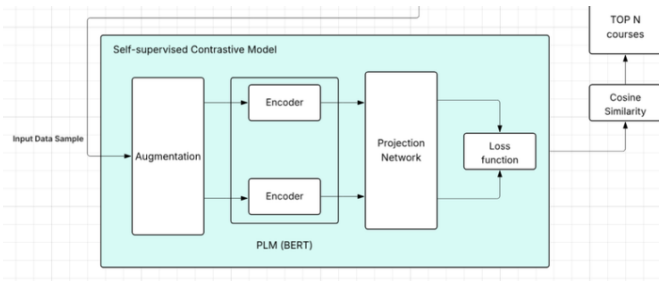 TOP N
courses
Self-supervised Contrastive Model
Encoder
Cosine
Similarity
Input Data Sample
Augmentation
Projection
Network
Loss
function
Encoder
PLM (BERT)